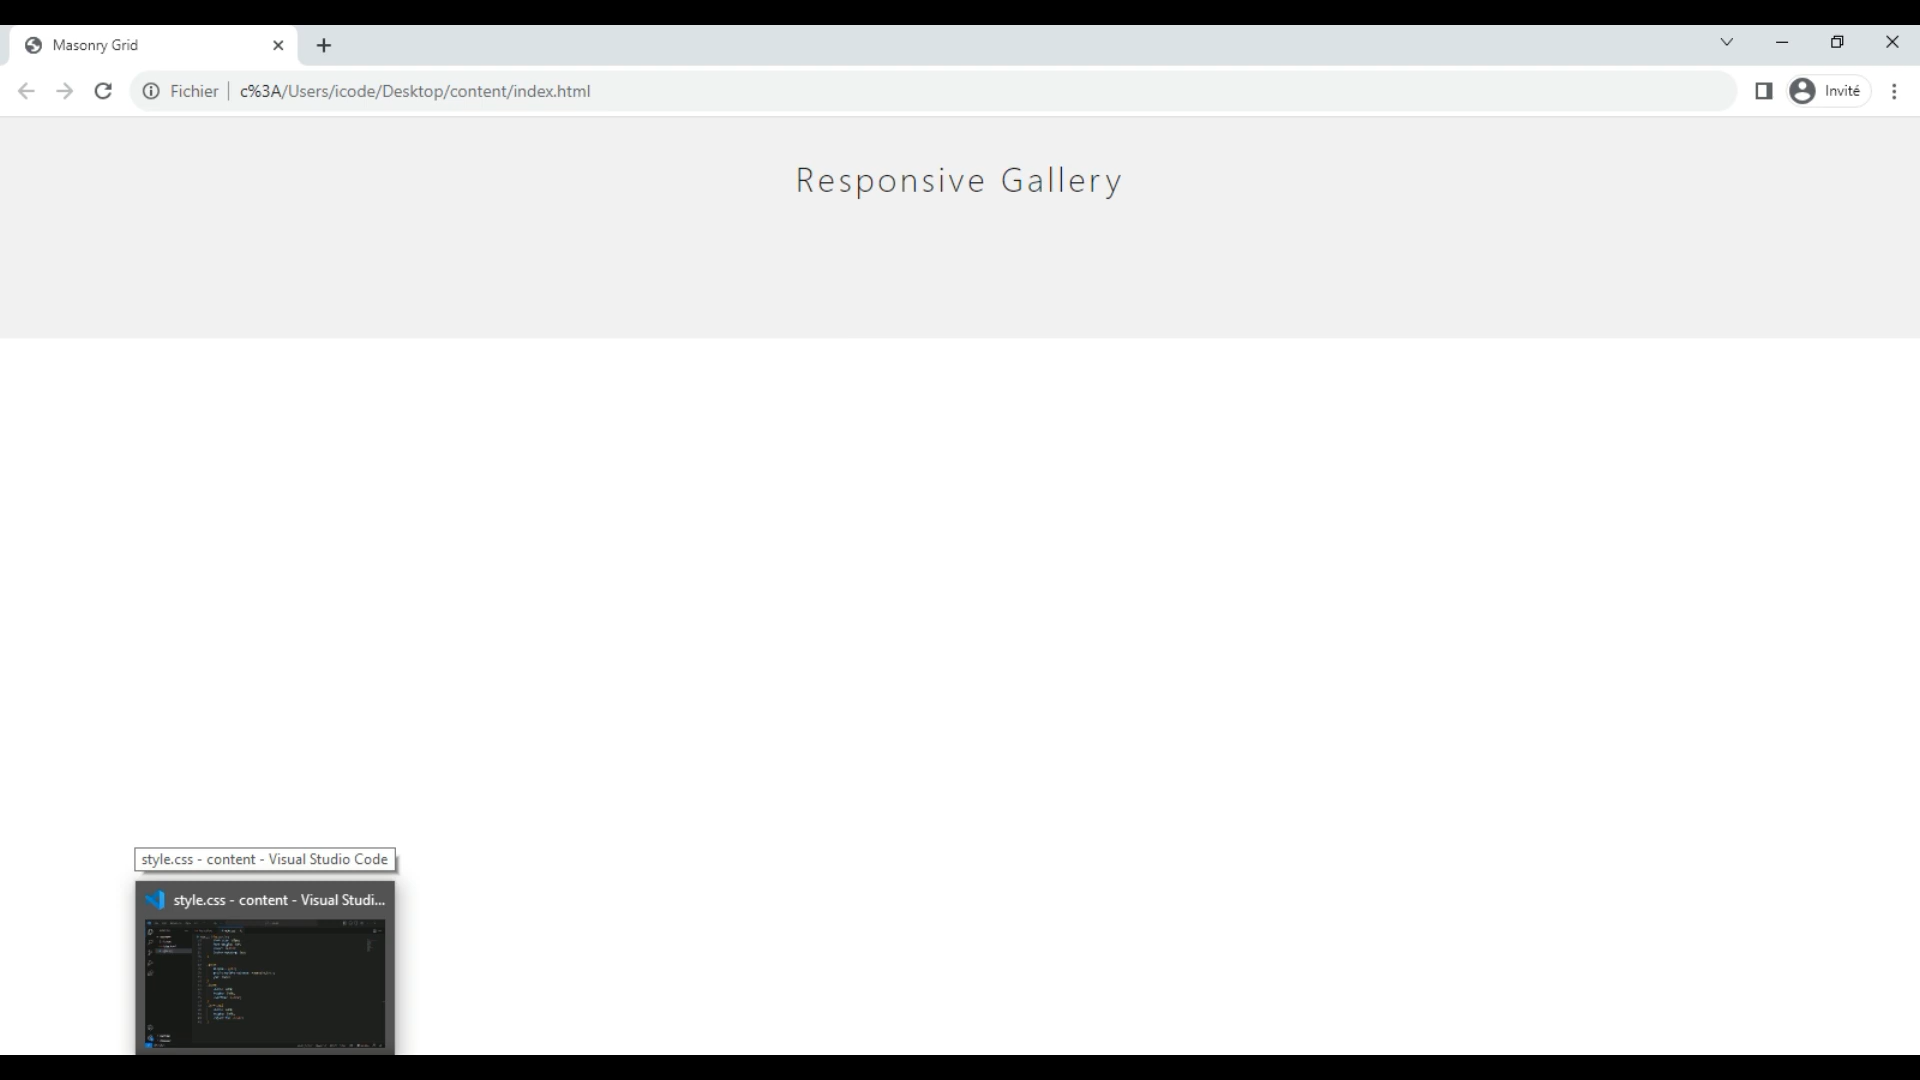 Masonry Grid
Fichier c%3A/Users/icode/Desktop/content/index.html
Invité
Responsive Gallery
style.css - content - Visual Studio Code
style.css - content - Visual Studi...